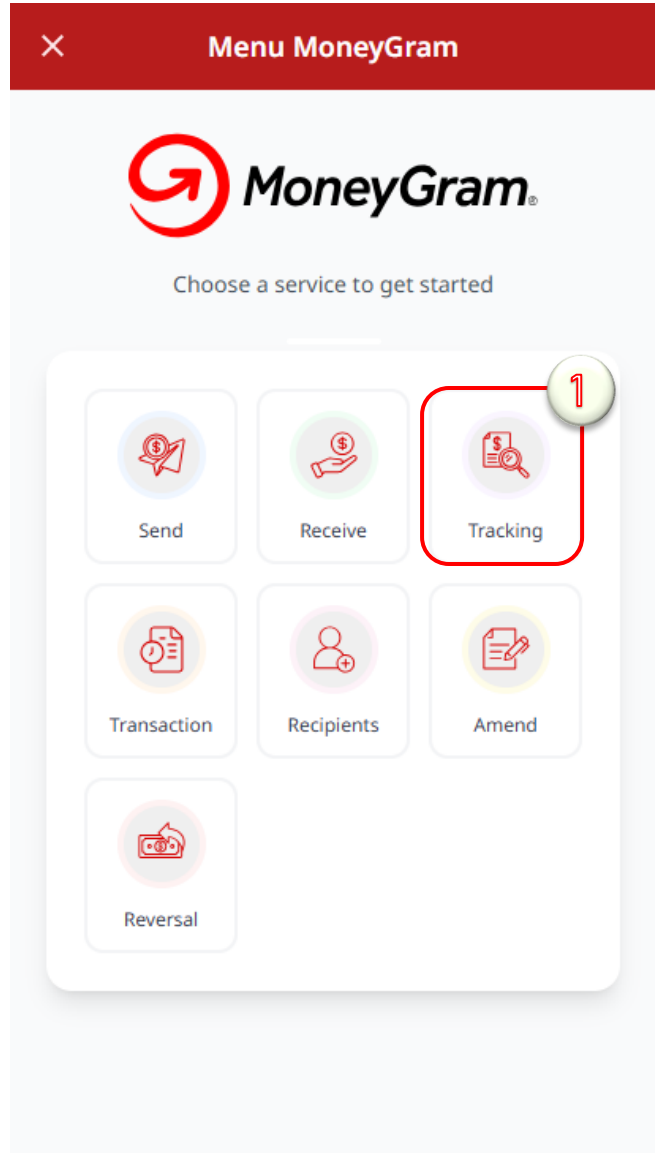 Menu MoneyGram
MoneyGram®
Choose a service to get started
1
Send
Receive
Tracking
Transaction
Recipients
Amend
Reversal